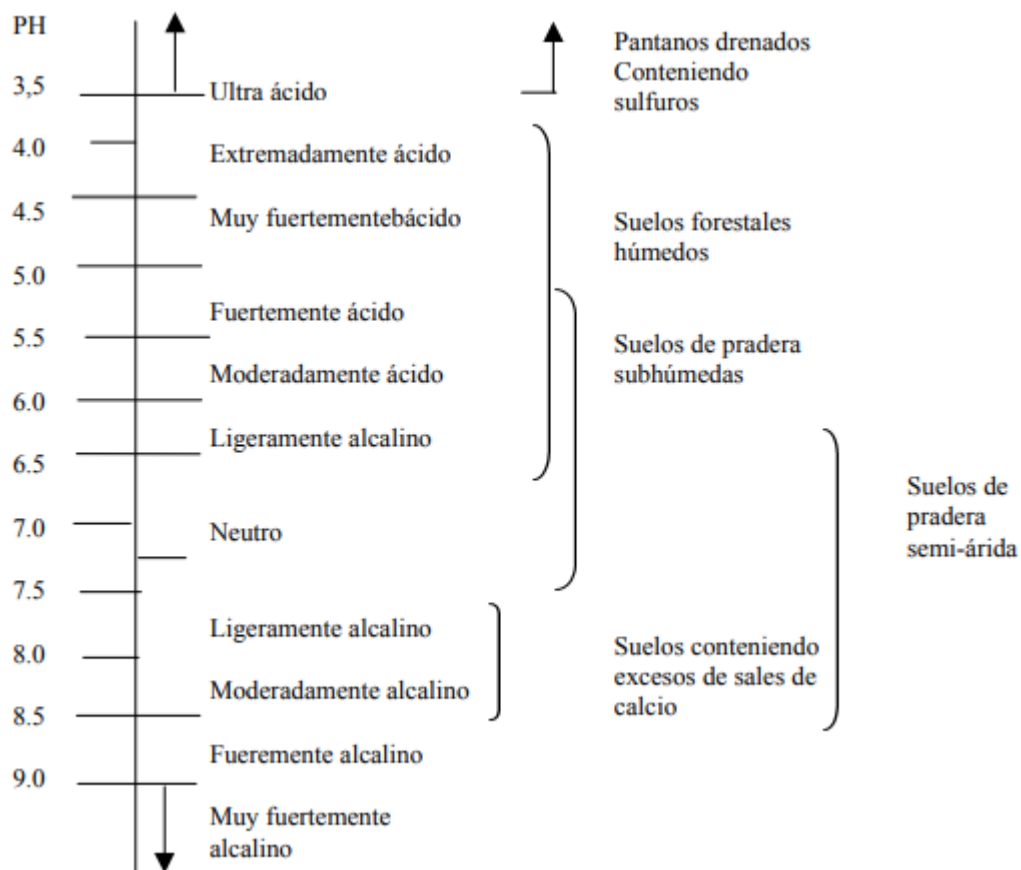 PH
3,5
4.0
4.5
5.0
5.5
6.0
6.5
7.0
7.5
8.0
8.5
9.0
Ultra ácido
Extremadamente ácido
Muy fuertementebácido
Fuertemente ácido
Moderadamente ácido
Ligeramente alcalino
Neutro
Ligeramente alcalino
Moderadamente alcalino
Fueremente alcalino
Muy fuertemente
alcalino
Pantanos drenados
Conteniendo
sulfuros
Suelos forestales
húmedos
Suelos de pradera
subhúmedas
Suelos conteniendo
excesos de sales de
calcio
Suelos de
pradera
semi-árida